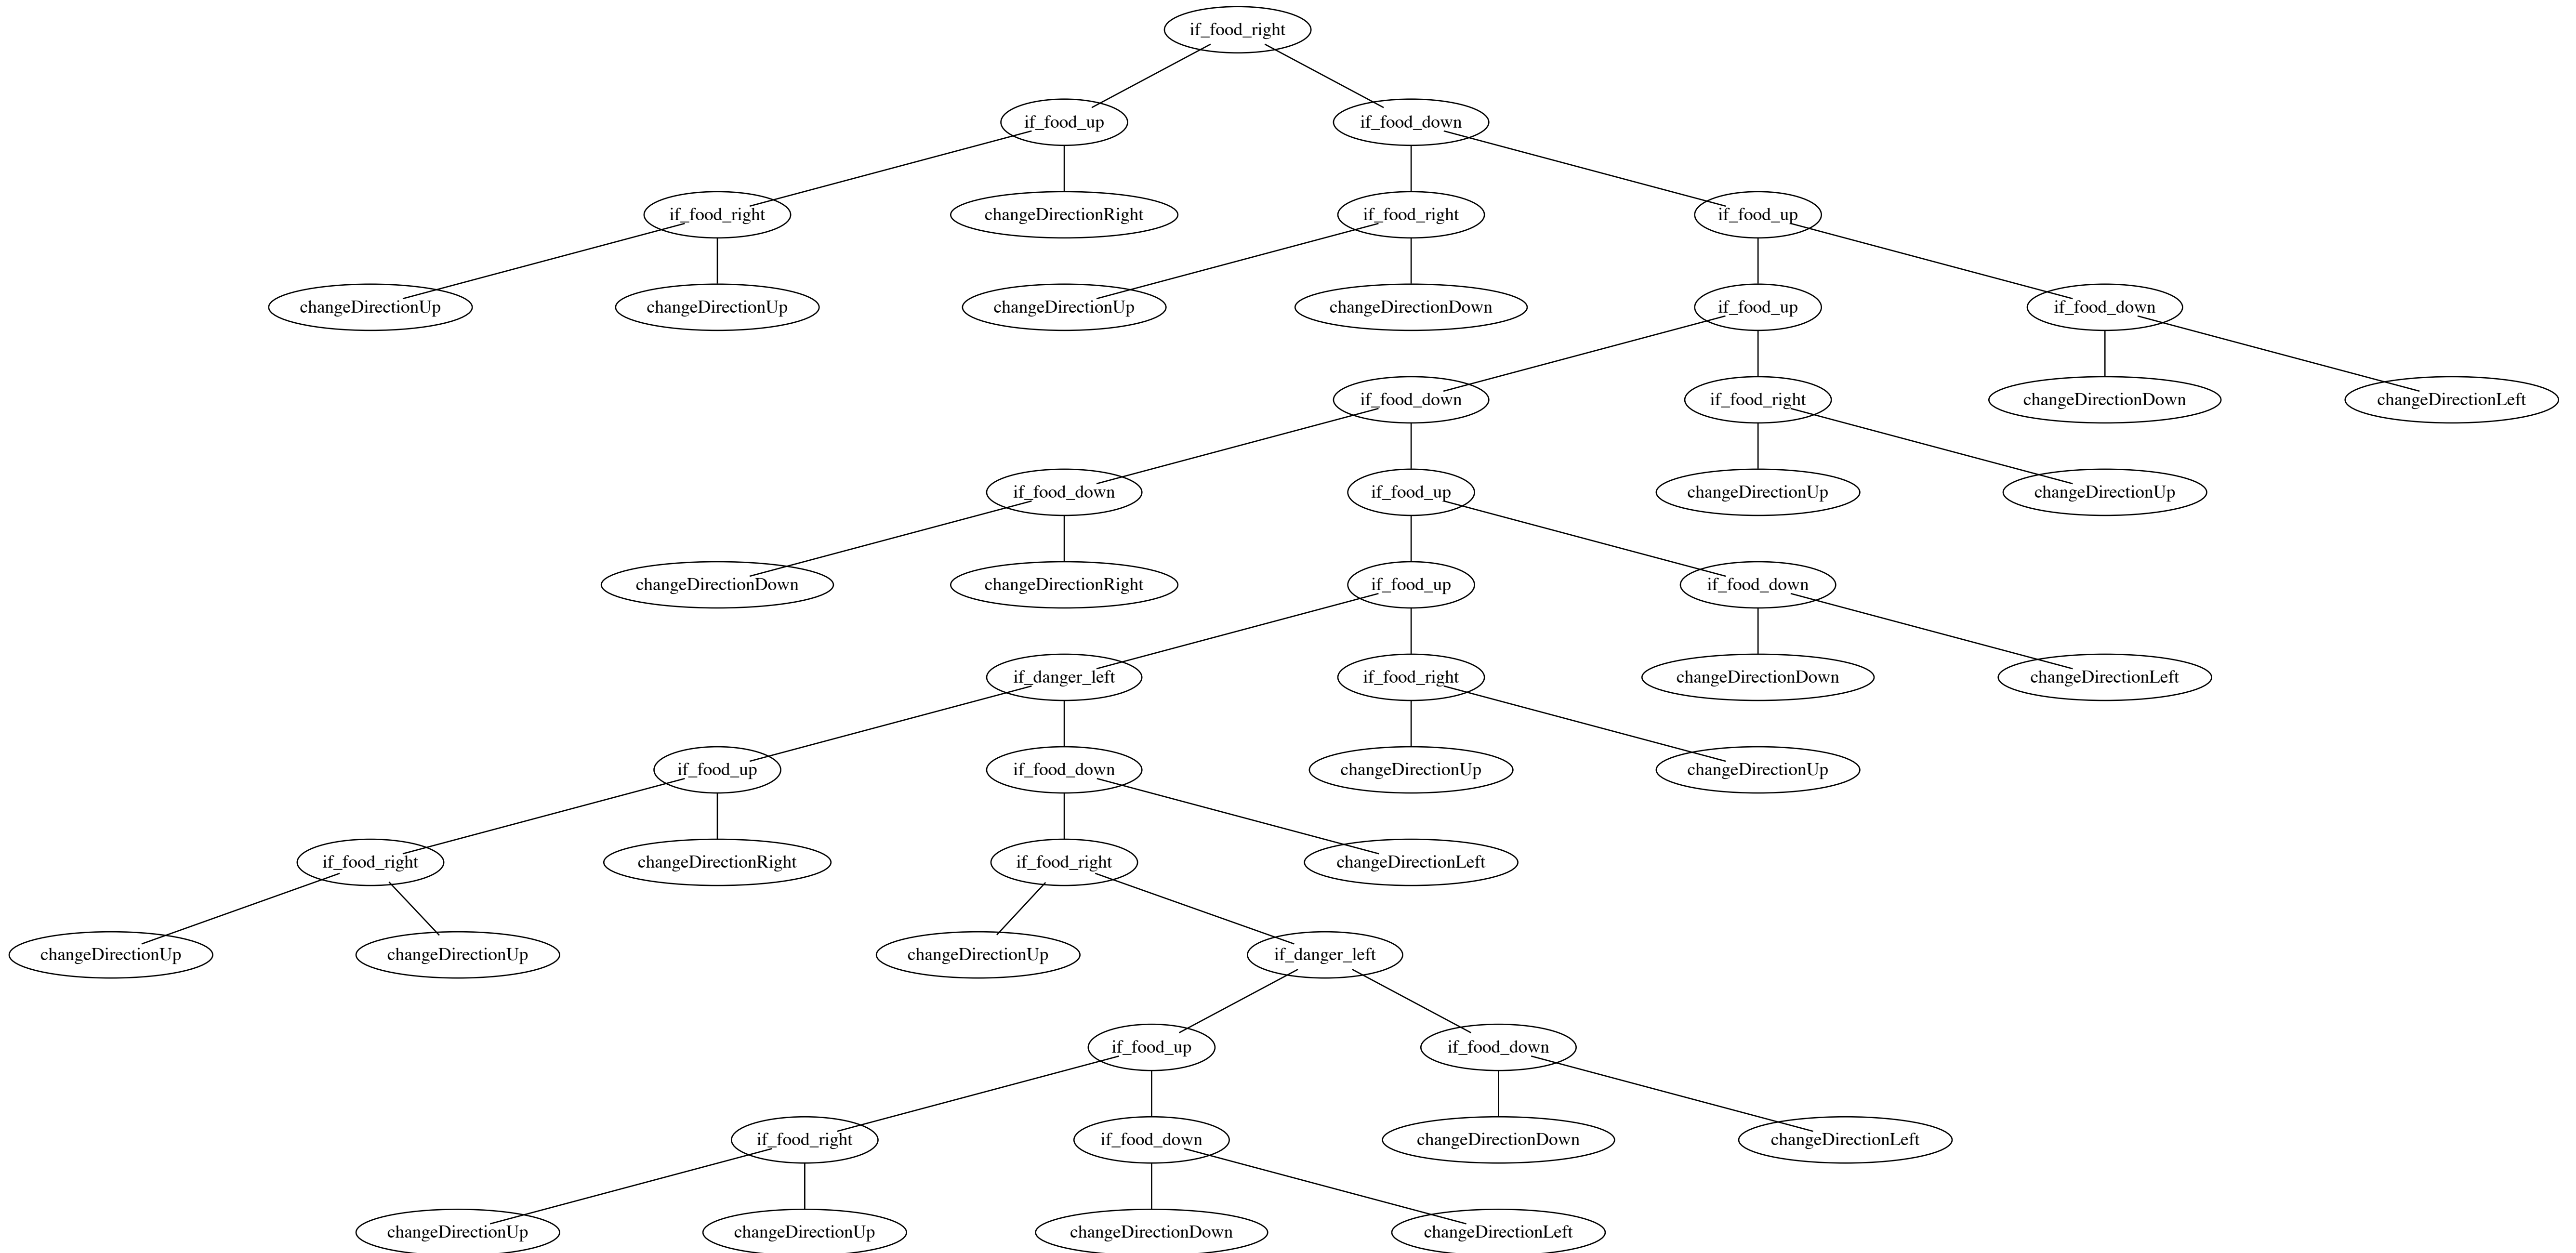 if_food_right
if_food_up
if_food_down
if_food_right
changeDirectionRight
if_food_right
if_food_up
changeDirectionUp
changeDirectionUp
changeDirectionUp
changeDirectionDown
if_food_up
if_food_down
if_food_down
if_food_right
changeDirectionDown
changeDirectionLeft
if_food_down
if_food_up
changeDirectionUp
changeDirectionUp
changeDirectionDown
changeDirectionRight
if_food_up
if_food_down
if_danger_left
if_food_right
changeDirectionDown
changeDirectionLeft
if_food_up
if_food_down
changeDirectionUp
changeDirectionUp
if_food_right
changeDirectionRight
if_food_right
changeDirectionLeft
changeDirectionUp
changeDirectionUp
changeDirectionUp
if_danger_left
if_food_up
if_food_down
if_food_right
if_food_down
changeDirectionDown
changeDirectionLeft
changeDirectionUp
changeDirectionUp
changeDirectionDown
changeDirectionLeft